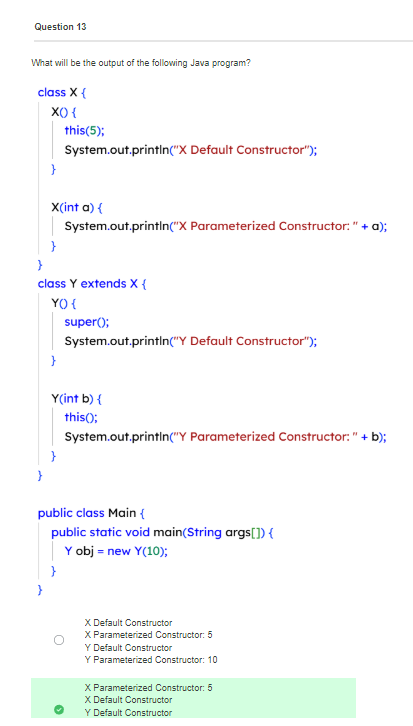 Question 13
What will be the output of the following Java program?
class X {
X() {
this(5);
System.out.println("X Default Constructor");
}
X(int a) {
System.out.println("X Parameterized Constructor: " + a);
}
}
class Y extends X {
Y() {
super();
System.out.println("Y Default Constructor");
}
Y(int b) {
this();
System.out.println("Y Parameterized Constructor: " + b);
}
}
public class Main {
public static void main(String args[]) {
Y obj = new Y(10);
}
}
X Default Constructor
X Parameterized Constructor: 5
Y Default Constructor
Y Parameterized Constructor: 10
X Parameterized Constructor: 5
X Default Constructor
Y Default Constructor